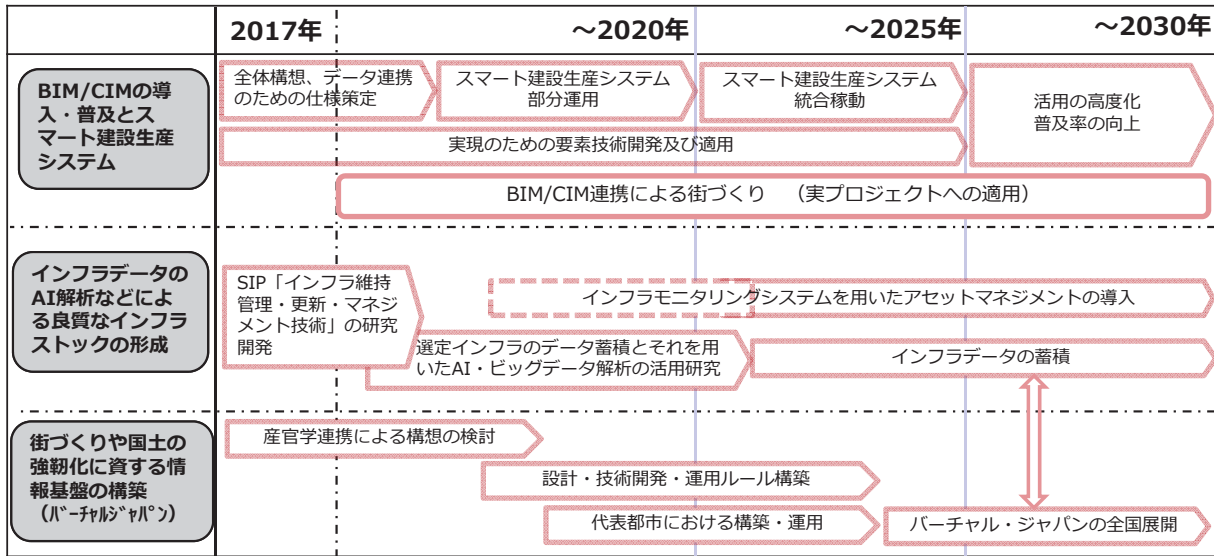 2017年
～2020年
～2025年
～2030年
BIM/CIMの導
入・普及とス
マート建設生産
システム
全体構想、データ連携
のための仕様策定
スマート建設生産システム
部分運用
スマート建設生産システム
統合稼動
活用の高度化
普及率の向上
実現のための要素技術開発及び適用
BIM/CIM連携による街づくり　（実プロジェクトへの適用）
インフラデータの
AI解析などによ
る良質なインフラ
ストックの形成
SIP「インフラ維持
管理・更新・マネジ
メント技術」の研究
開発
インフラモニタリングシステムを用いたアセットマネジメントの導入
選定インフラのデータ蓄積とそれを用
いたAI・ビッグデータ解析の活用研究
インフラデータの蓄積
街づくりや国土の
強靭化に資する情
報基盤の構築
（ﾊﾞｰﾁｬﾙｼﾞｬﾊﾟﾝ）
産官学連携による構想の検討
設計・技術開発・運用ルール構築
代表都市における構築・運用
バーチャル・ジャパンの全国展開